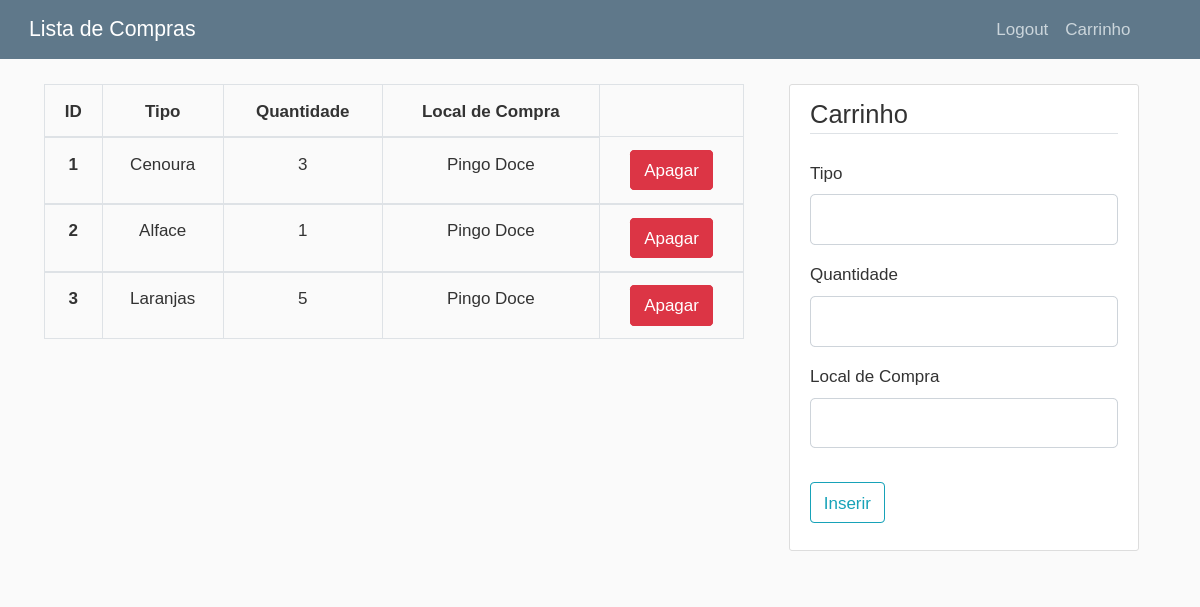 Lista de Compras
Logout Carrinho
ID Tipo Quantidade Local de Compra
1 Cenoura 3 Pingo Doce Apagar
2 Alface 1 Pingo Doce Apagar
3 Laranjas 5 Pingo Doce Apagar
Carrinho
Tipo
Quantidade
Local de Compra
Inserir